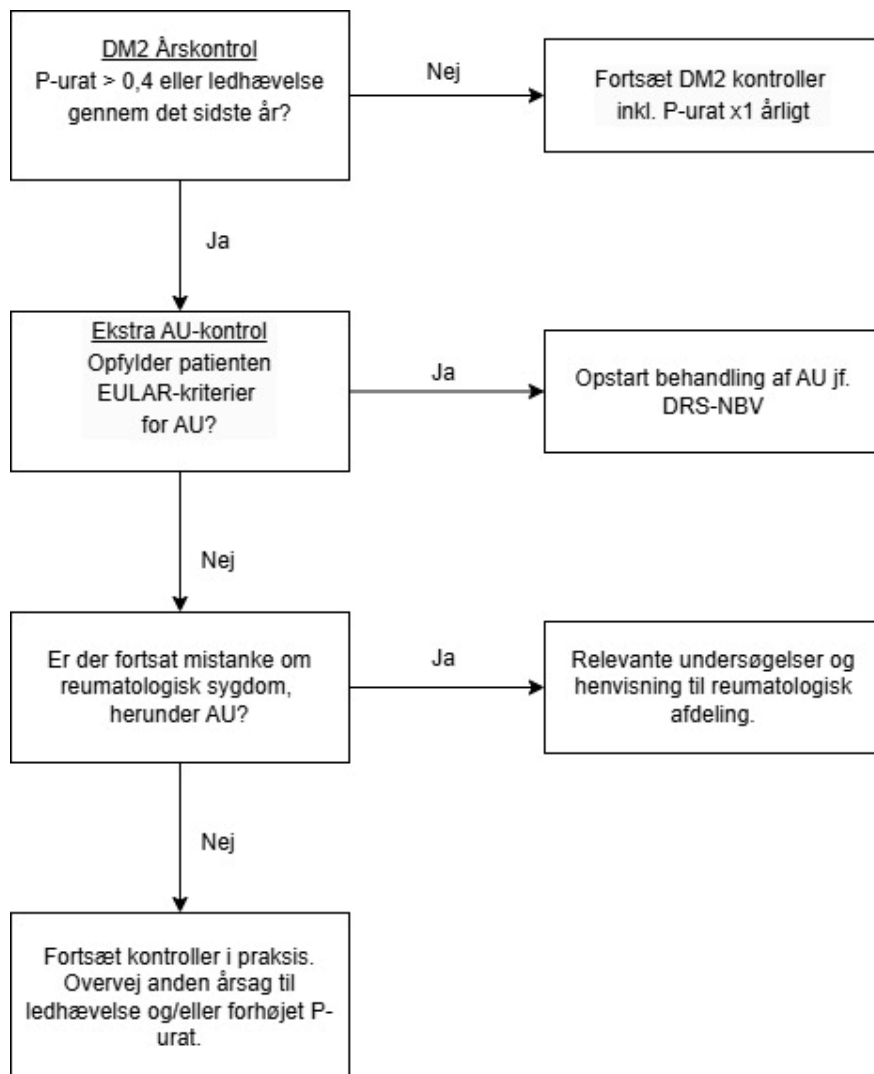 DM2 Årskontrol
P-urat > 0,4 eller ledhævelse
gennem det sidste år?
Nej
Fortsæt DM2 kontroller
inkl. P-urat x1 årligt
Ja
Ekstra AU-kontrol
Opfylder patienten
EULAR-kriterier
for AU?
Ja
Opstart behandling af AU jf.
DRS-NBV
Nej
Er der fortsat mistanke om
reumatologisk sygdom,
herunder AU?
Ja
Relevante undersøgelser og
henvisning til reumatologisk
afdeling.
Nej
Fortsæt kontroller i praksis.
Overvej anden årsag til
ledhævelse og/eller forhøjet P-
urat.